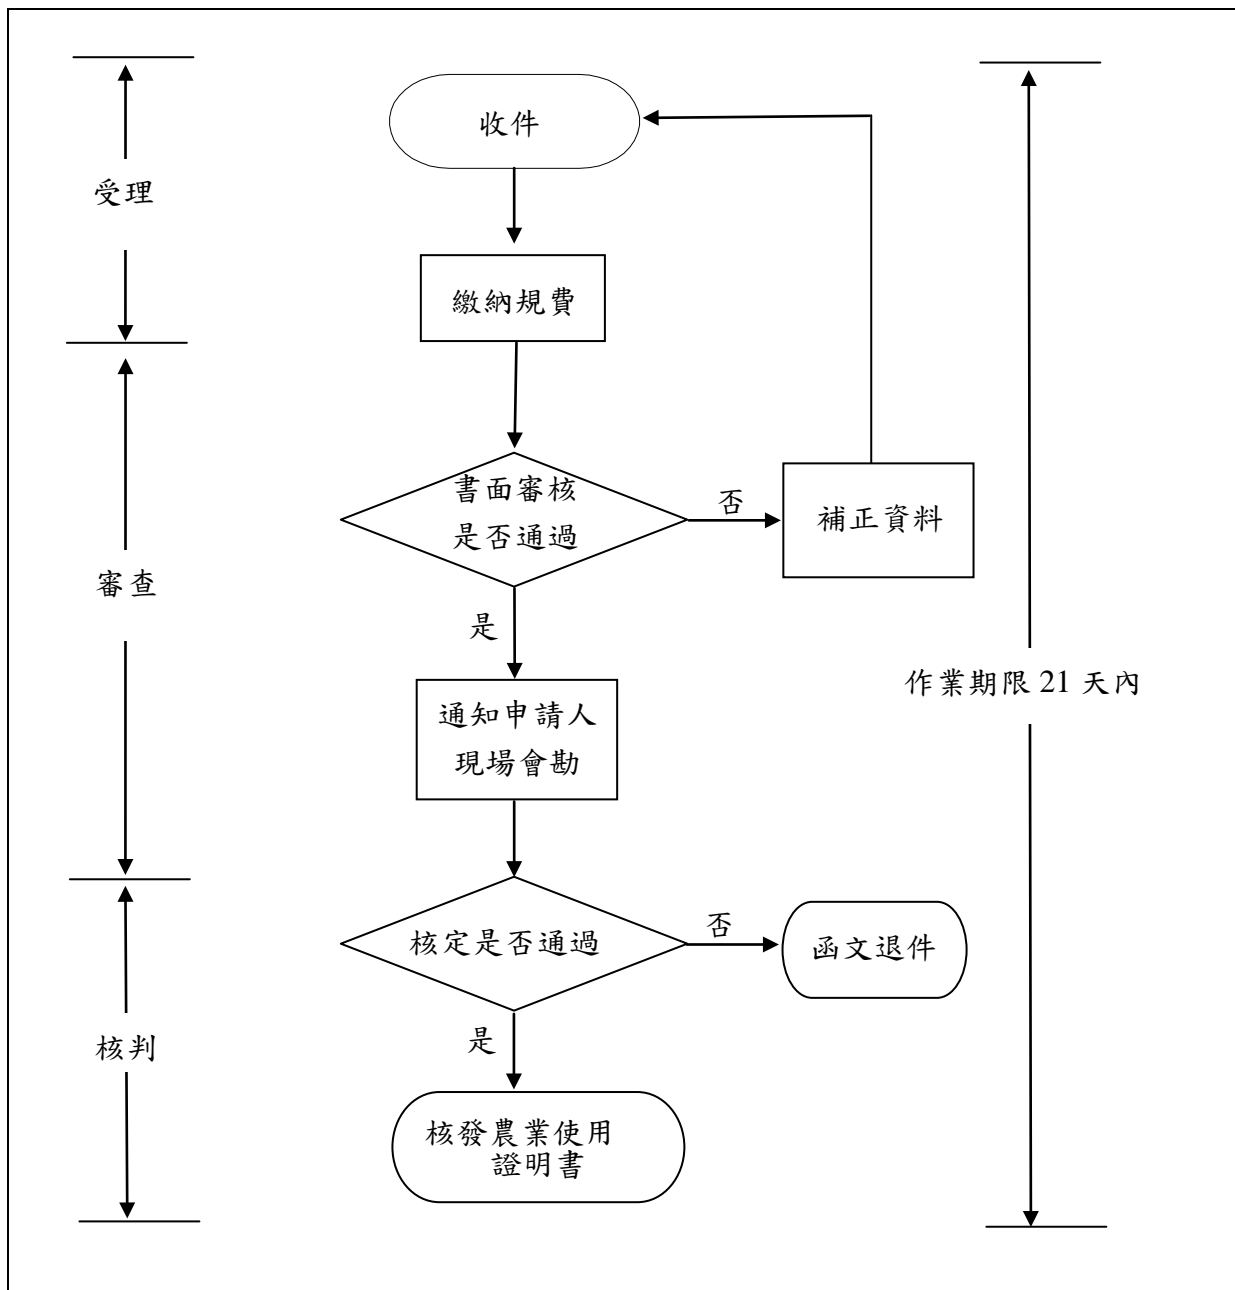 收件
受理
繳納規費
書面審核
是否通過
否
補正資料
審查
是
作業期限 21 天內
通知申請人
現場會勘
核定是否通過
否
函文退件
核判
是
核發農業使用
證明書